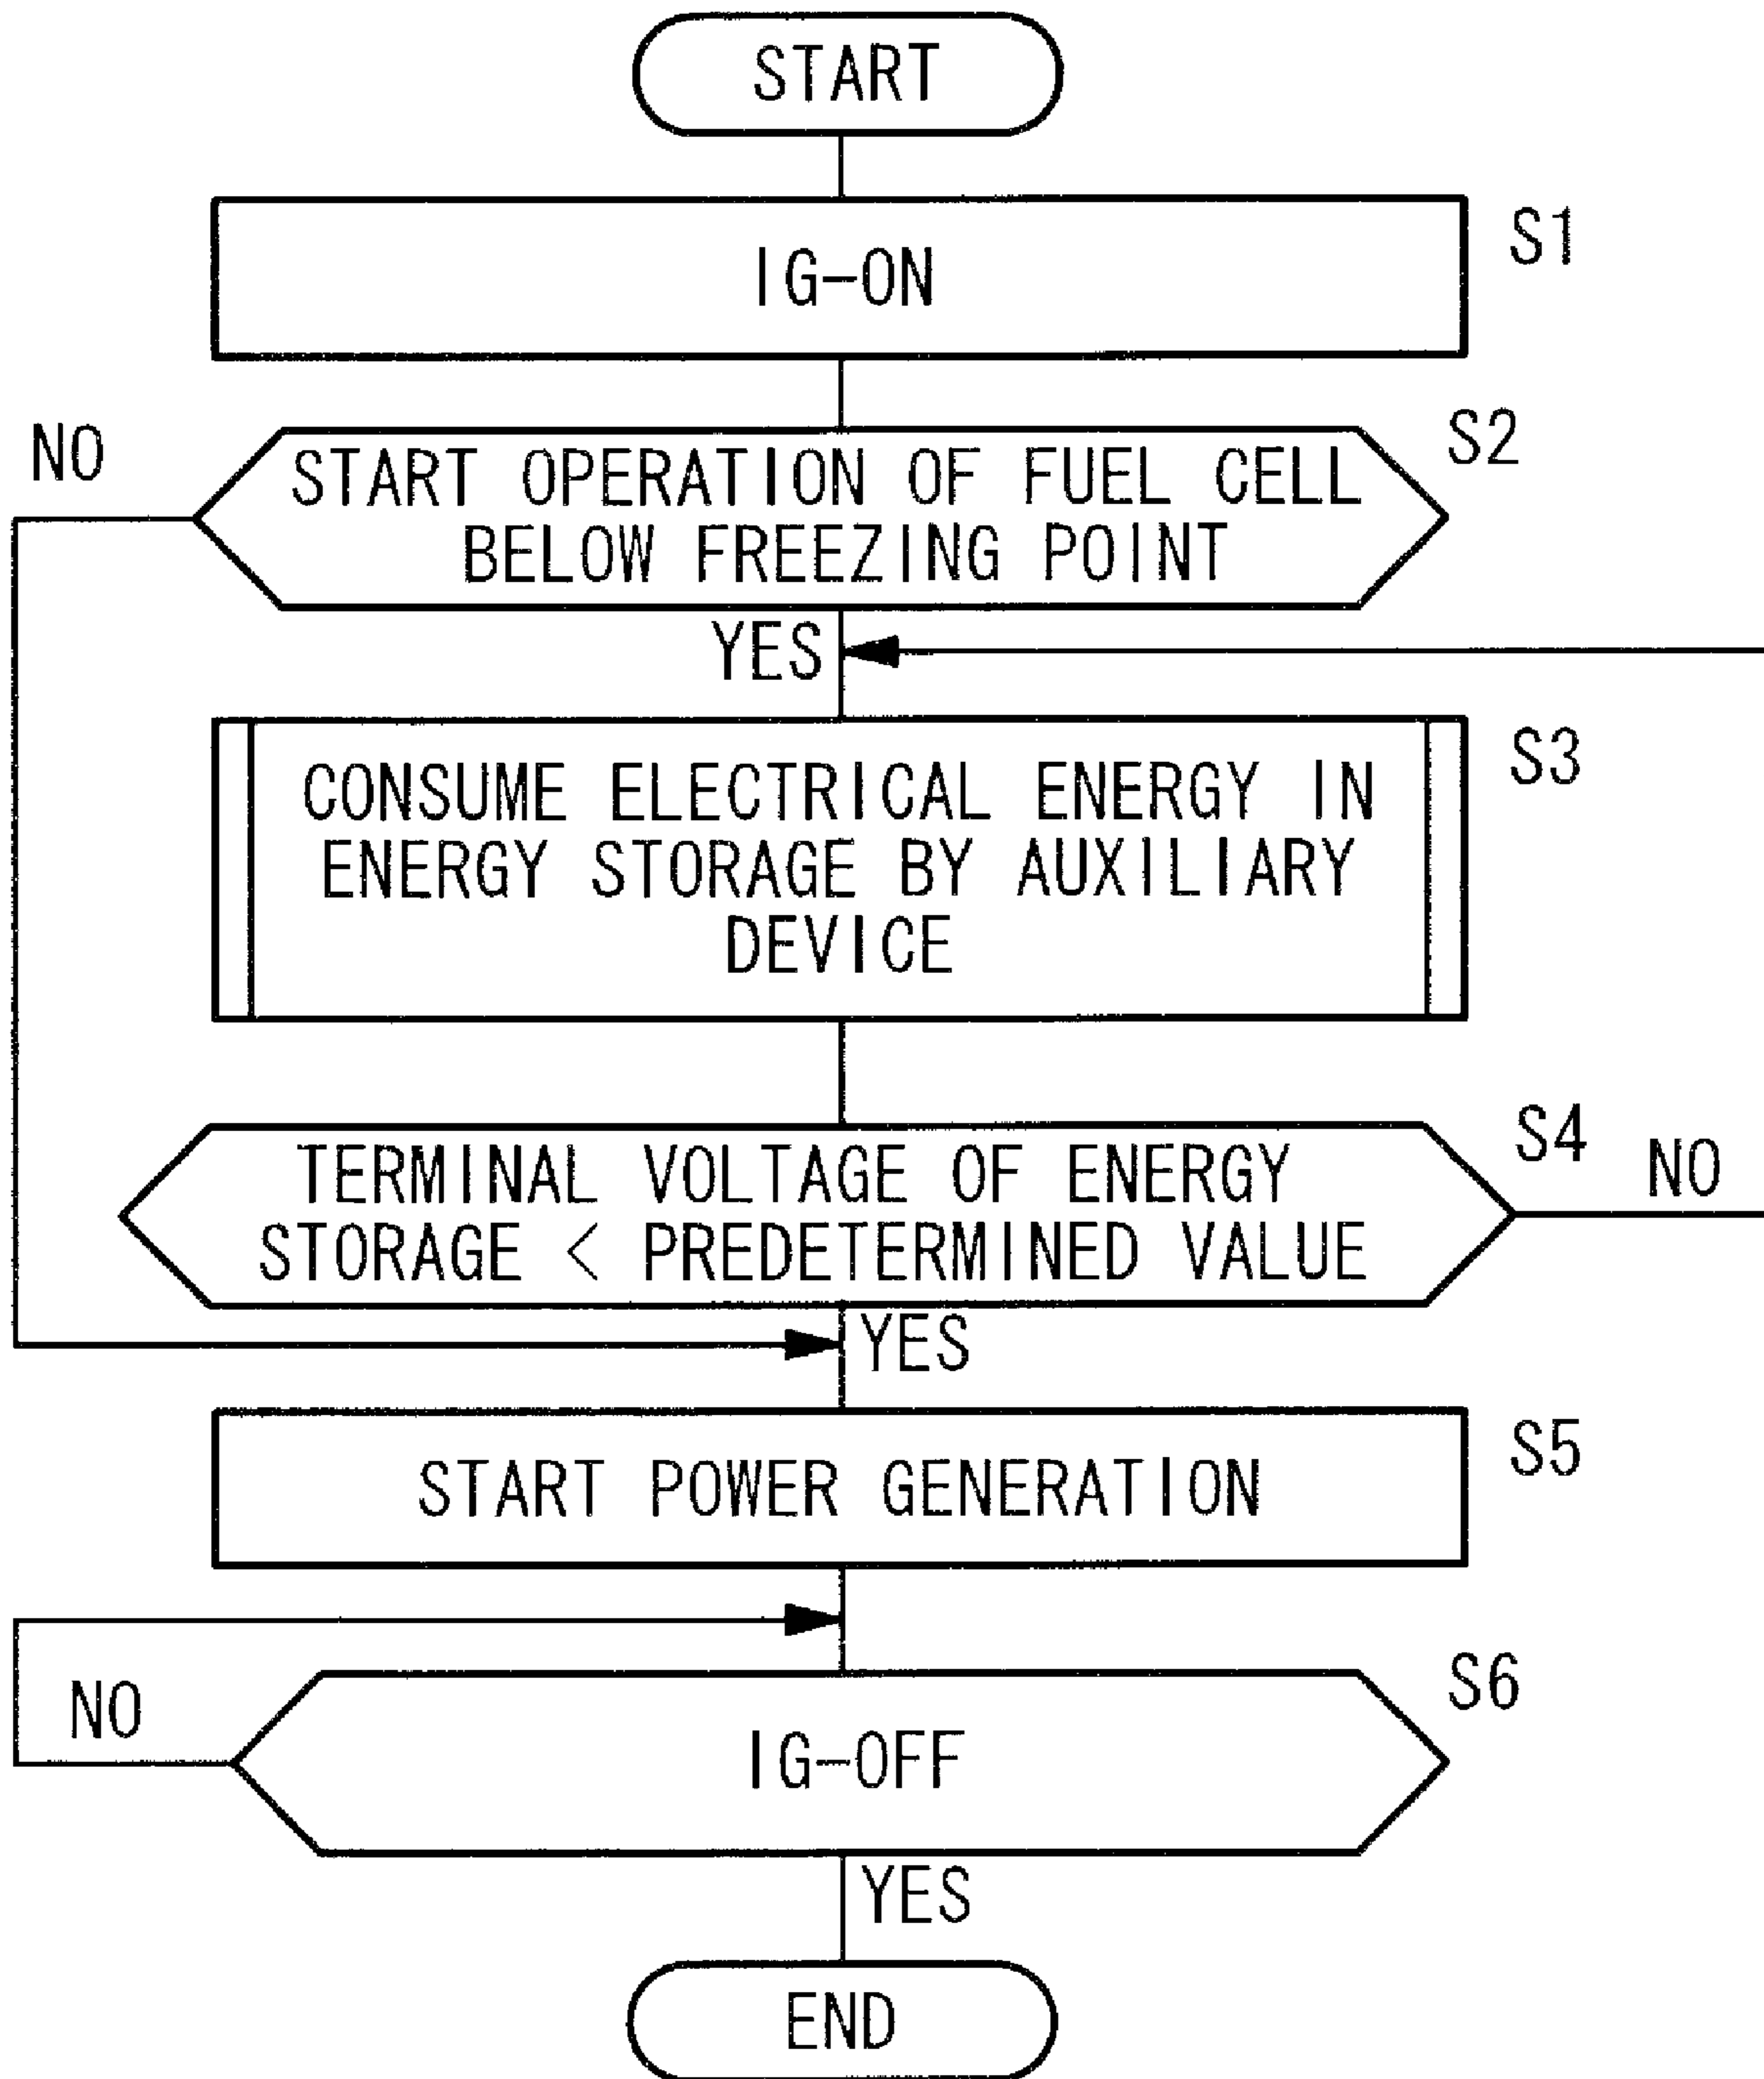 START
IG-ON
S1
NO
START OPERATION OF FUEL CELL
BELOW FREEZING POINT
S2
YES
CONSUME ELECTRICAL ENERGY IN
ENERGY STORAGE BY AUXILIARY
DEVICE
S3
TERMINAL VOLTAGE OF ENERGY
STORAGE < PREDETERMINED VALUE
S4
NO
YES
START POWER GENERATION
S5
NO
IG-OFF
S6
YES
END